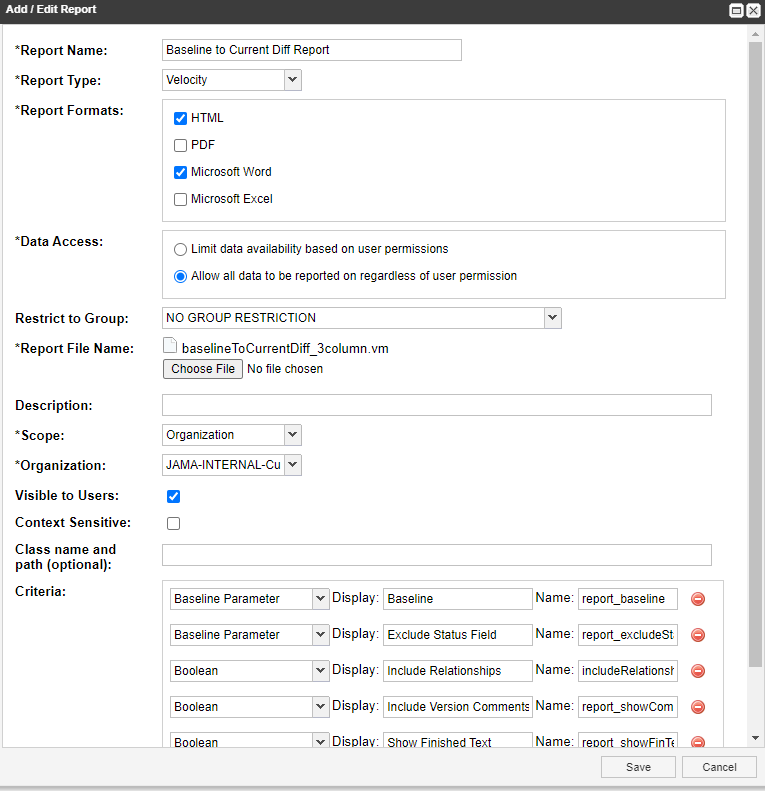 Add / Edit Report
*Report Name: Baseline to Current Diff Report
*Report Type: Velocity
*Report Formats: HTML
PDF
Microsoft Word
Microsoft Excel
*Data Access: Limit data availability based on user permissions
Allow all data to be reported on regardless of user permission
Restrict to Group: NO GROUP RESTRICTION
*Report File Name: baselineToCurrentDiff_3column.vm
Choose File No file chosen
Description:
*Scope: Organization
*Organization: JAMA-INTERNAL-Cu
Visible to Users:
Context Sensitive:
Class name and
path (optional):
Criteria: Baseline Parameter Display: Baseline Name: report_baseline
Baseline Parameter Display: Exclude Status Field Name: report_excludeSt
Boolean Display: Include Relationships Name: includeRelationsh
Boolean Display: Include Version Comments Name: report_showCom
Boolean Display: Show Finished Text Name: report_showFinTe
Save Cancel